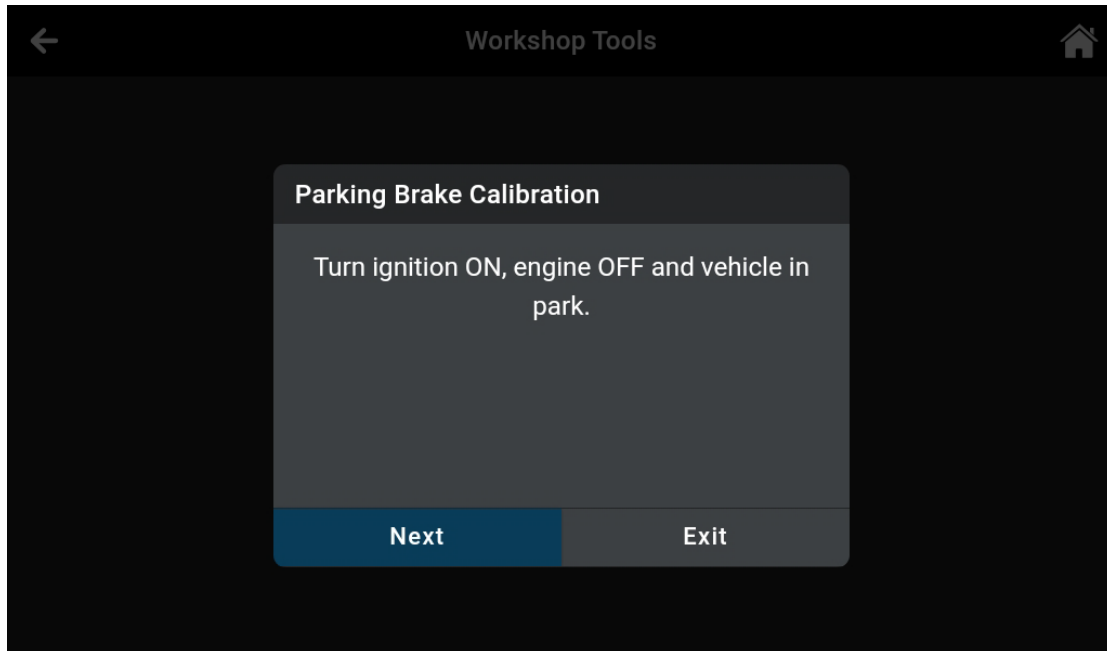 Workshop Tools
Parking Brake Calibration
Turn ignition ON, engine OFF and vehicle in
park.
Next
Exit